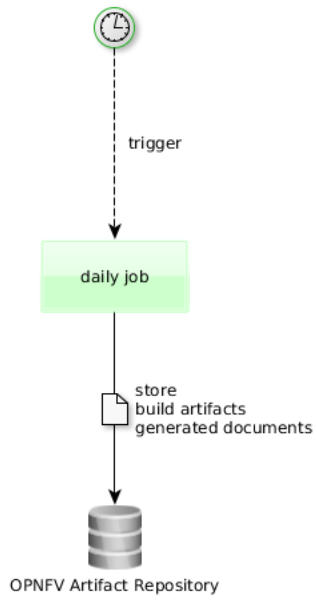 trigger
daily job
store
build artifacts
generated documents
OPNFV Artifact Repository